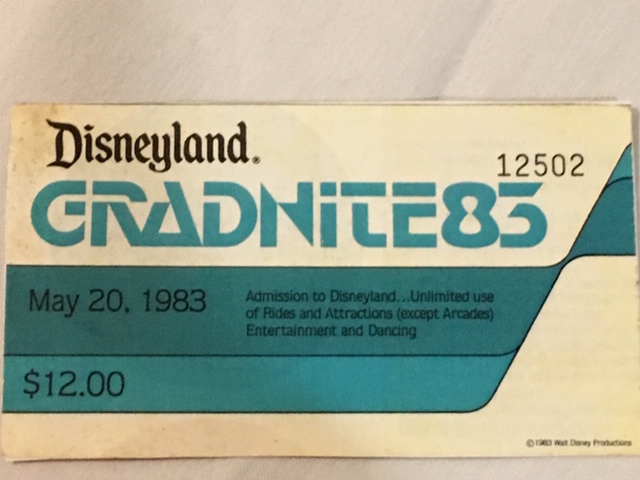 Disneyland®
12502
GRADNiTE83
May 20, 1983
Admission to Disneyland...Unlimited use
of Rides and Attractions (except Arcades)
Entertainment and Dancing
$12.00
©1983 Walt Disney Productions